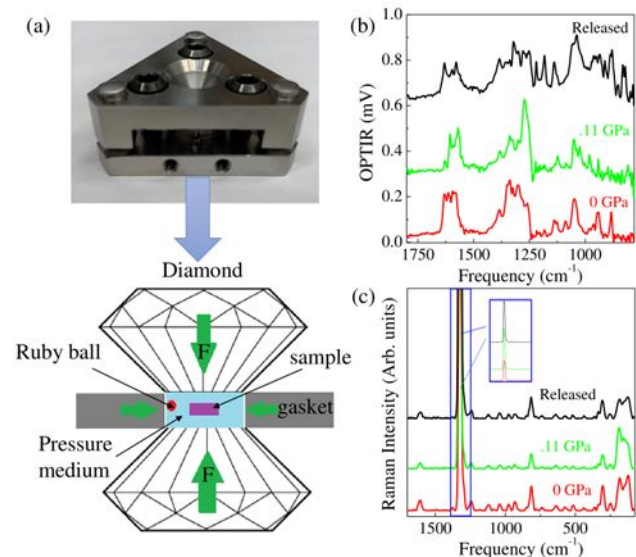 (a)
Diamond
F
Ruby ball
sample
gasket
Pressure
medium
F
(b)
OPTIR (mV)
1.0
0.8
0.6
0.4
0.2
0.0
Released
.11 GPa
0 GPa
1750
1500
1250
1000
Frequency (cm⁻¹)
(c)
Raman Intensity (Arb. units)
Released
.11 GPa
0 GPa
1500
1000
500
Frequency (cm⁻¹)